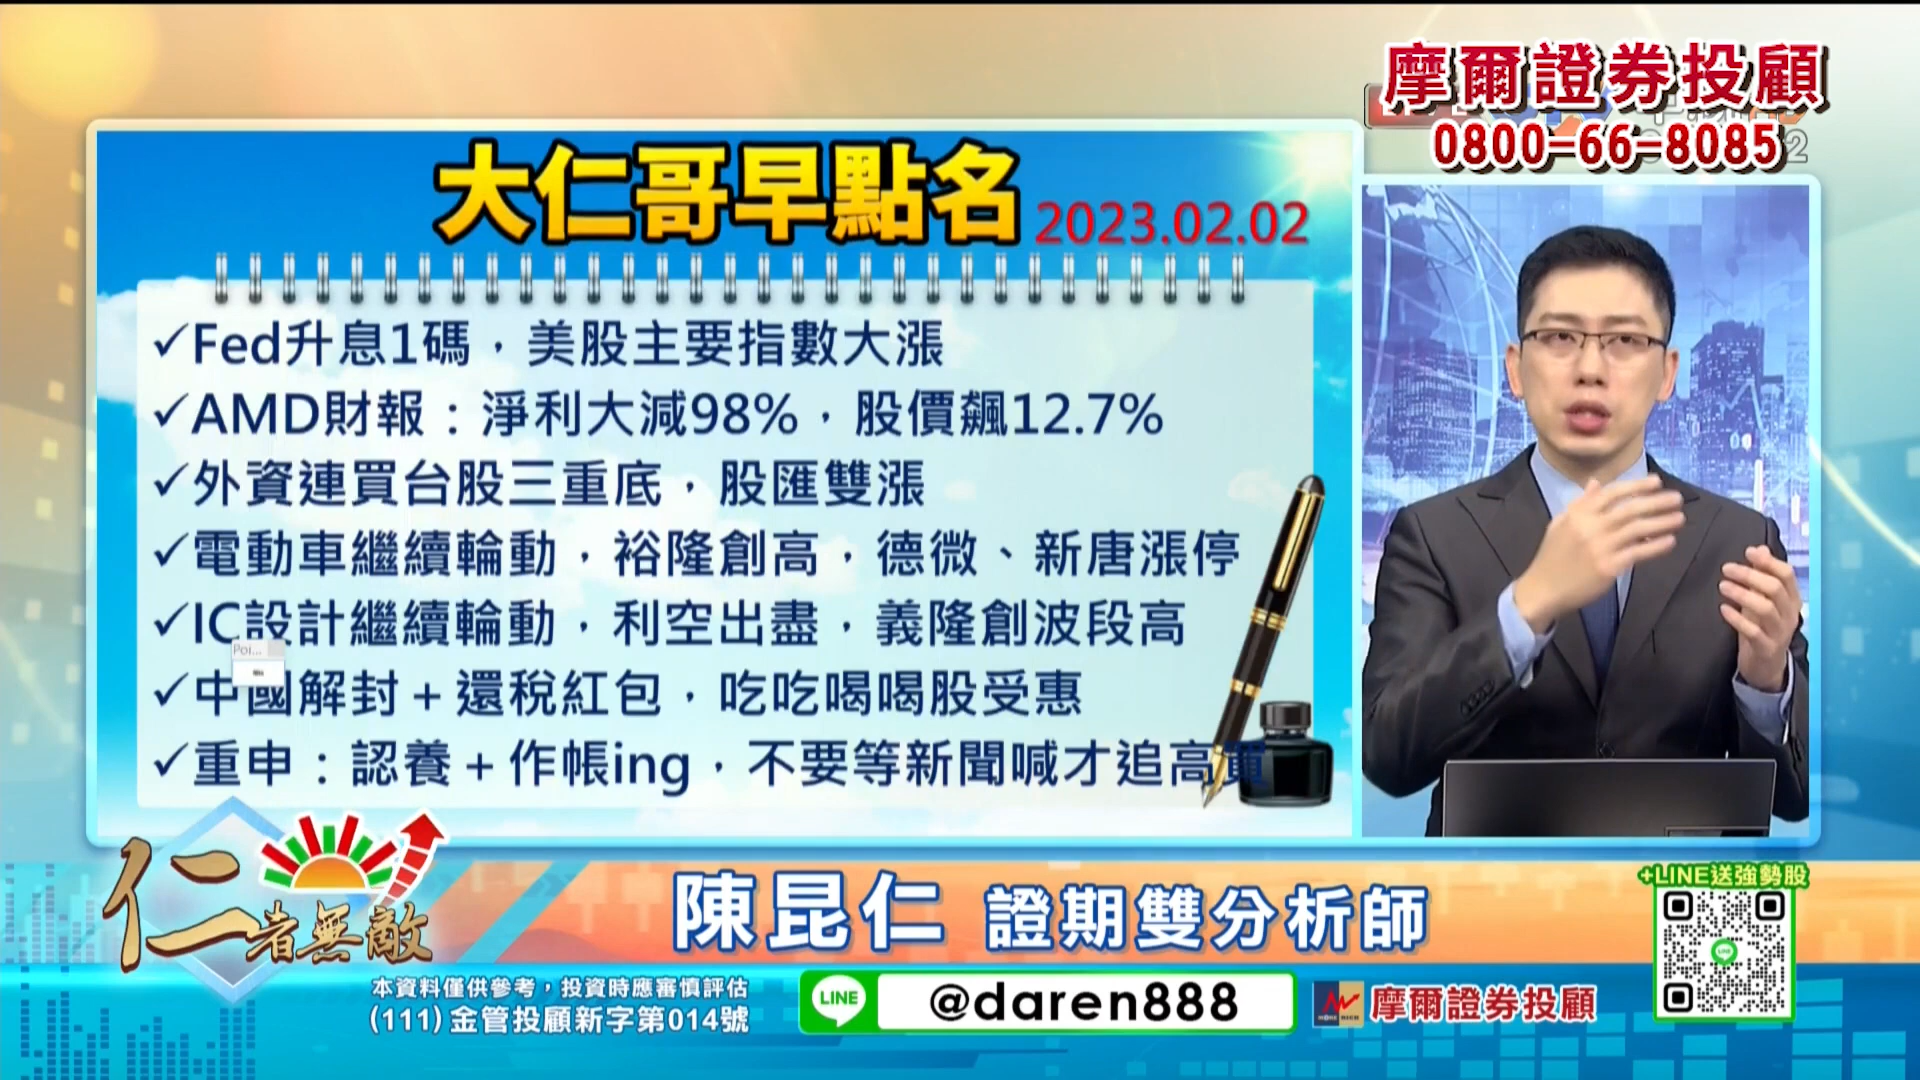 摩爾證券投顧
0800-66-8085
大仁哥早點名 2023.02.02
✓Fed升息1碼，美股主要指數大漲
✓AMD財報：淨利大減98%，股價飆12.7%
✓外資連買台股三重底，股匯雙漲
✓電動車繼續輪動，裕隆創高，德微、新唐漲停
✓IC設計繼續輪動，利空出盡，義隆創波段高
Poi...
✓中國解封＋還稅紅包，吃吃喝喝股受惠
✓重申：認養＋作帳ing，不要等新聞喊才追高買
仁者無敵
陳昆仁 證期雙分析師
+LINE送強勢股
本資料僅供參考，投資時應審慎評估
(111)金管投顧新字第014號
LINE @daren888
摩爾證券投顧